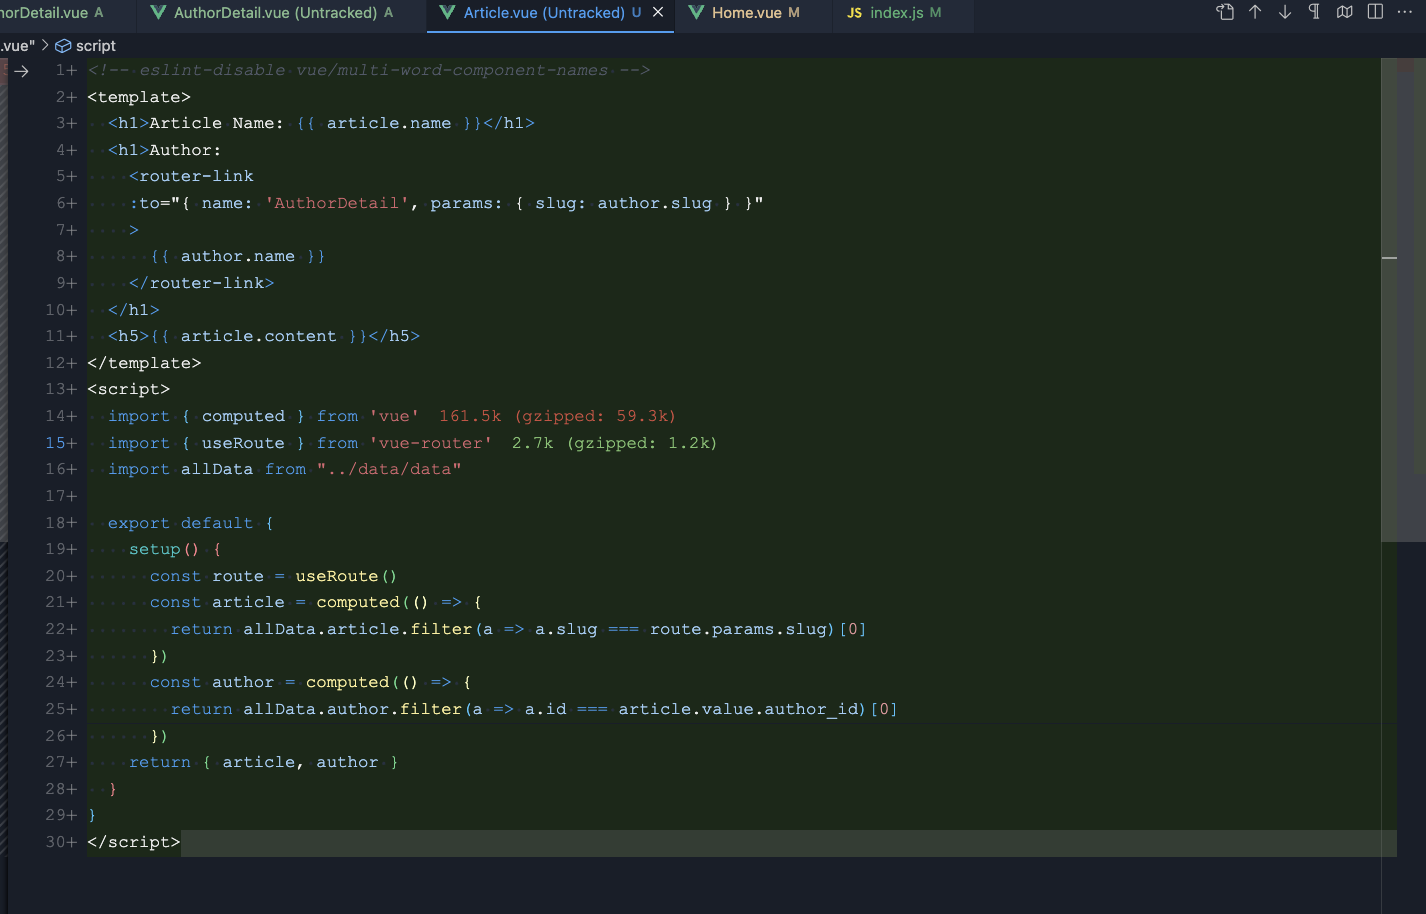 horDetail.vue A AuthorDetail.vue (Untracked) A Article.vue (Untracked) U Home.vue M JS index.js M
.vue" > script
1+ <!-- eslint-disable vue/multi-word-component-names -->
2+ <template>
3+   <h1>Article Name: {{ article.name }}</h1>
4+   <h1>Author:
5+     <router-link
6+     :to="{ name: 'AuthorDetail', params: { slug: author.slug } }"
7+     >
8+       {{ author.name }}
9+     </router-link>
10+   </h1>
11+   <h5>{{ article.content }}</h5>
12+ </template>
13+ <script>
14+   import { computed } from 'vue'  161.5k (gzipped: 59.3k)
15+   import { useRoute } from 'vue-router'  2.7k (gzipped: 1.2k)
16+   import allData from "../data/data"
17+
18+   export default {
19+     setup() {
20+       const route = useRoute()
21+       const article = computed(() => {
22+         return allData.article.filter(a => a.slug === route.params.slug)[0]
23+       })
24+       const author = computed(() => {
25+         return allData.author.filter(a => a.id === article.value.author_id)[0]
26+       })
27+     return { article, author }
28+   }
29+ }
30+ </script>